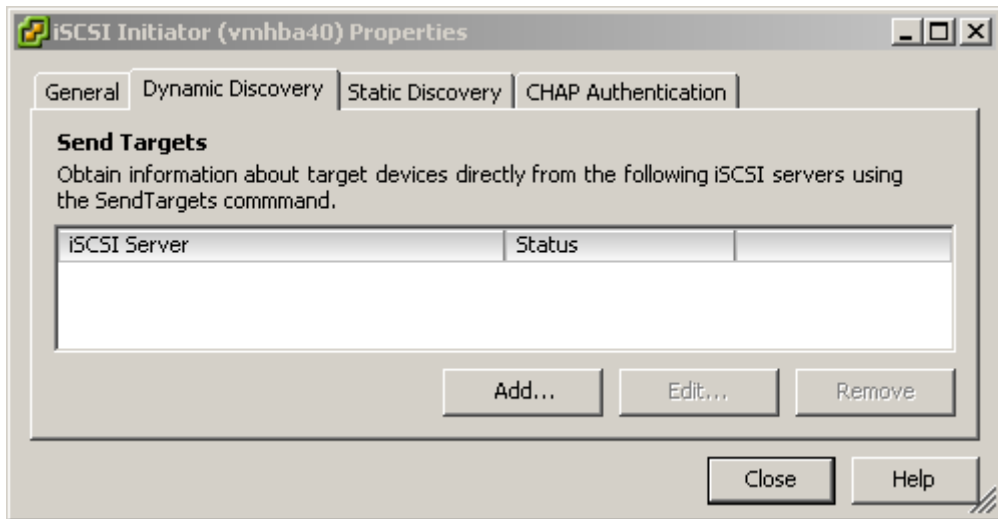 iSCSI Initiator (vmhba40) Properties
General Dynamic Discovery Static Discovery CHAP Authentication
Send Targets
Obtain information about target devices directly from the following iSCSI servers using
the SendTargets commmand.
iSCSI Server Status
Add... Edit... Remove
Close Help